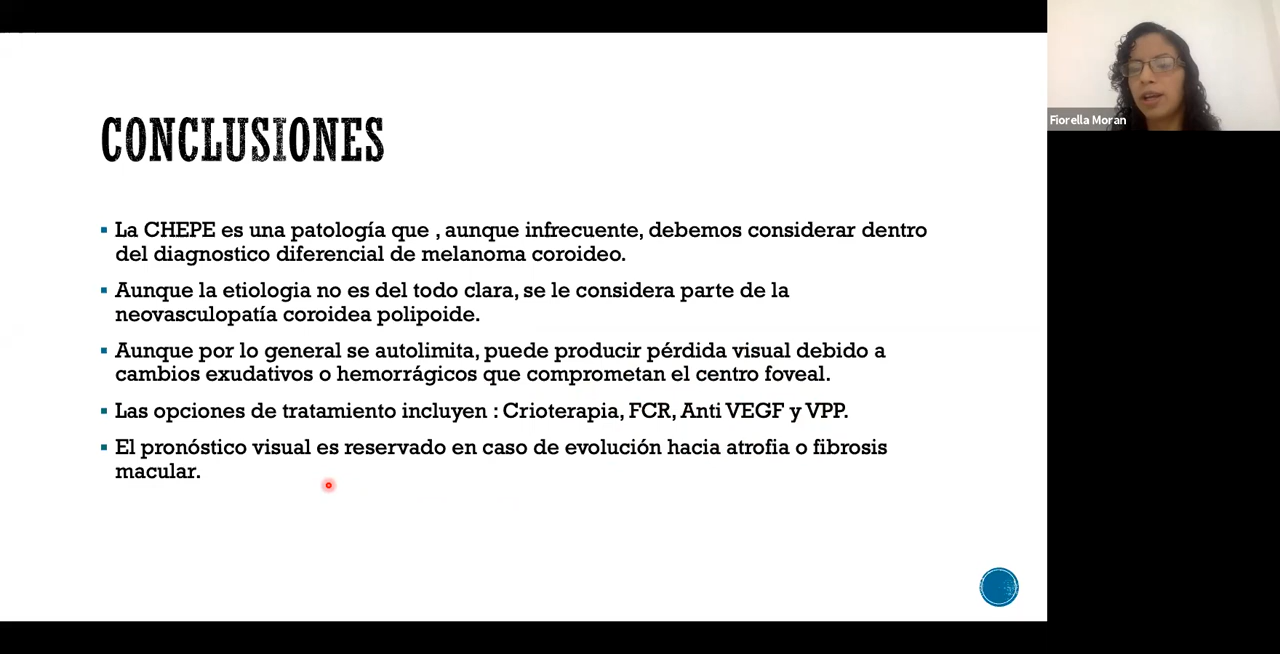 CONCLUSIONES
▪ La CHEPE es una patología que , aunque infrecuente, debemos considerar dentro
del diagnostico diferencial de melanoma coroideo.
▪ Aunque la etiologia no es del todo clara, se le considera parte de la
neovasculopatía coroidea polipoide.
▪ Aunque por lo general se autolimita, puede producir pérdida visual debido a
cambios exudativos o hemorrágicos que comprometan el centro foveal.
▪ Las opciones de tratamiento incluyen : Crioterapia, FCR, Anti VEGF y VPP.
▪ El pronóstico visual es reservado en caso de evolución hacia atrofia o fibrosis
macular.
Fiorella Moran